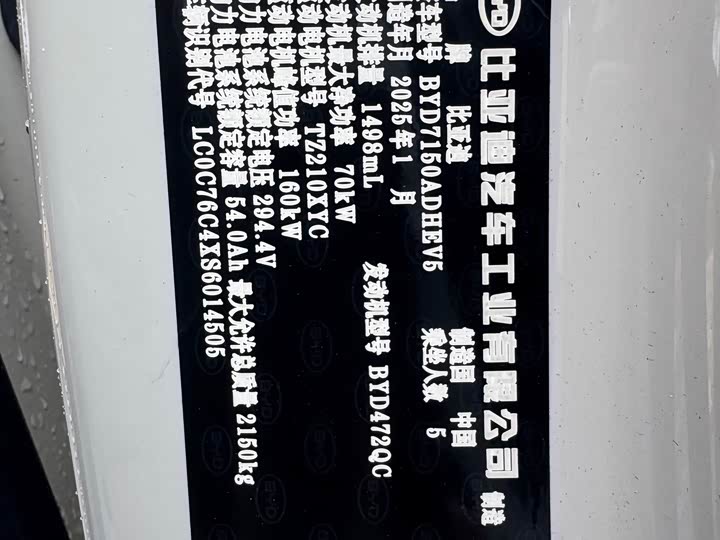 BYD 比亚迪汽车工业有限公司 制造
牌 比亚迪 制造国 中国
车型号 BYD7150ADHEV5 乘坐人数 5
造年月 2025年1月
动机排量 1498mL 发动机型号 BYD472QC
动机最大净功率 70kW
动电机型号 TZ210XYC
动电机峰值功率 160kW
力电池系统额定电压 294.4V
力电池系统额定容量 54.0Ah 最大允许总质量 2150kg
车辆识别代号 LC0C76C4XS6014505